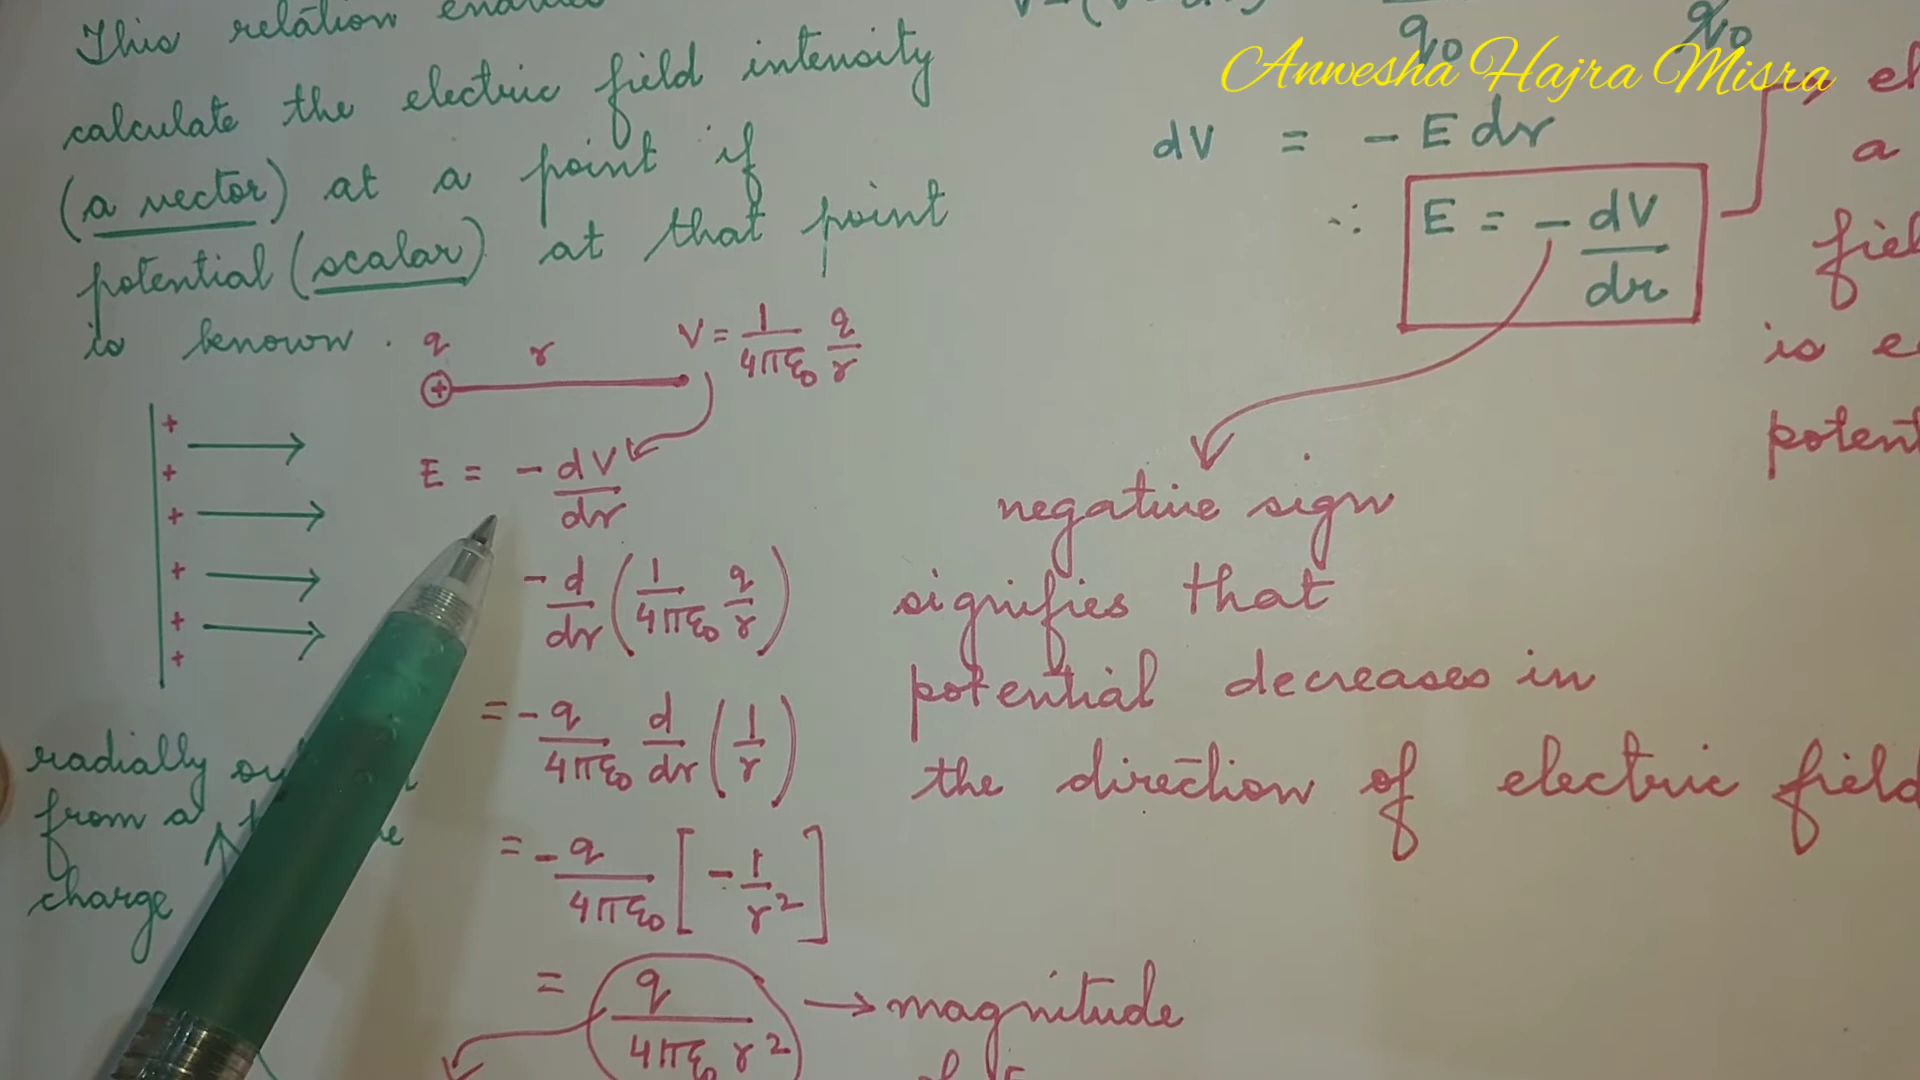 This relation
calculate the electric field intensity
(a vector) at a point if
potential (scalar) at that point
is known.
q r V = 1/4πε₀ q/r
+
E = - dV/dr
- d/dr (1/4πε₀ q/r)
= - q/4πε₀ d/dr (1/r)
= - q/4πε₀ [- 1/r²]
= q/4πε₀ r² → magnitude
+
+
+
+
+
+
radially
from a
charge
q₀ q₀
Anwesha Hajra Misra
dV = - E dr
∴ E = - dV/dr
negative sign
signifies that
potential decreases in
the direction of electric field
a
is